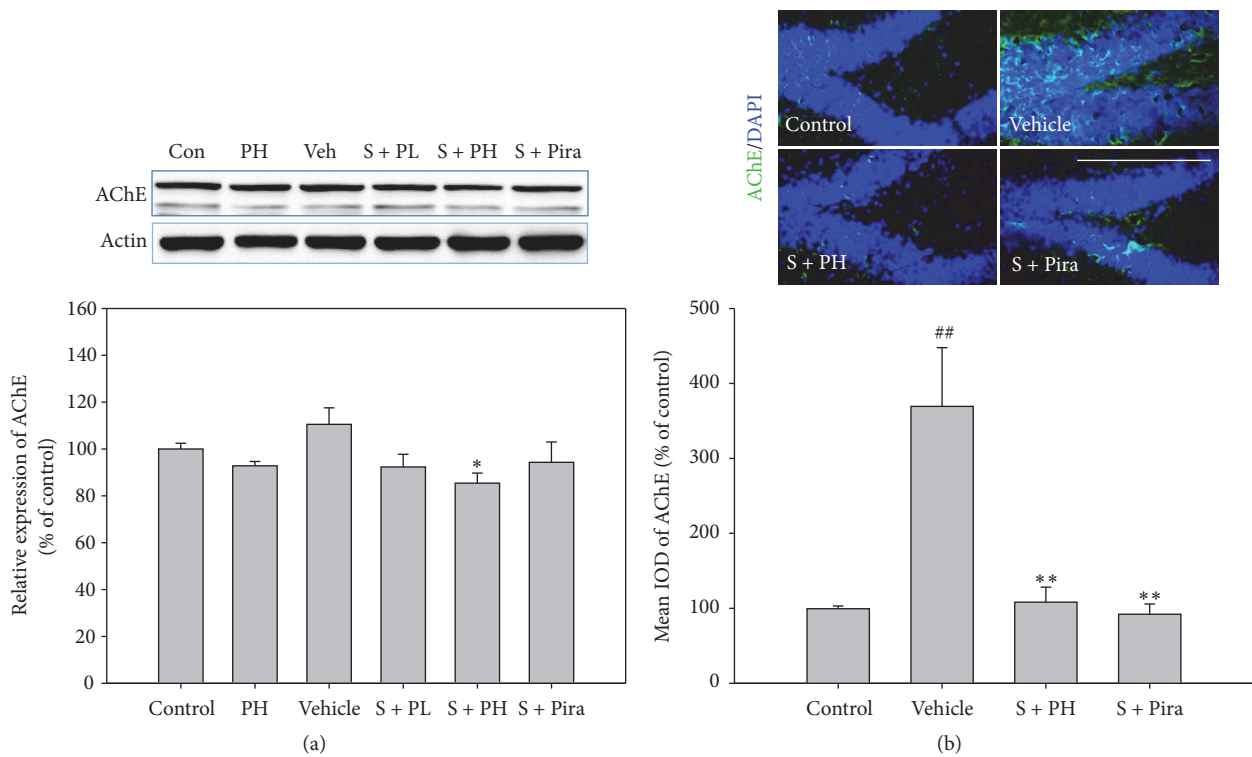 Con PH Veh S + PL S + PH S + Pira
AChE
Actin
Relative expression of AChE
(% of control)
160
140
120
100
80
60
40
20
0
*
Control PH Vehicle S + PL S + PH S + Pira
(a)
AChE/DAPI
Control
Vehicle
S + PH
S + Pira
Mean IOD of AChE (% of control)
500
400
300
200
100
0
##
**
**
Control Vehicle S + PH S + Pira
(b)